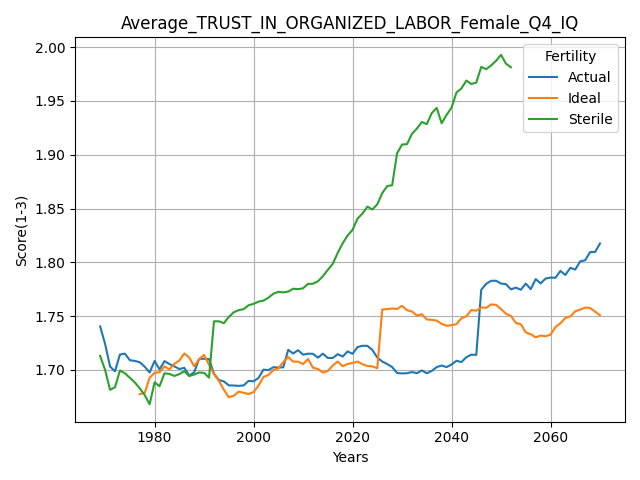 Average_TRUST_IN_ORGANIZED_LABOR_Female_Q4_IQ
Fertility
Actual
Ideal
Sterile
Score(1-3)
2.00
1.95
1.90
1.85
1.80
1.75
1.70
1980
2000
2020
2040
2060
Years